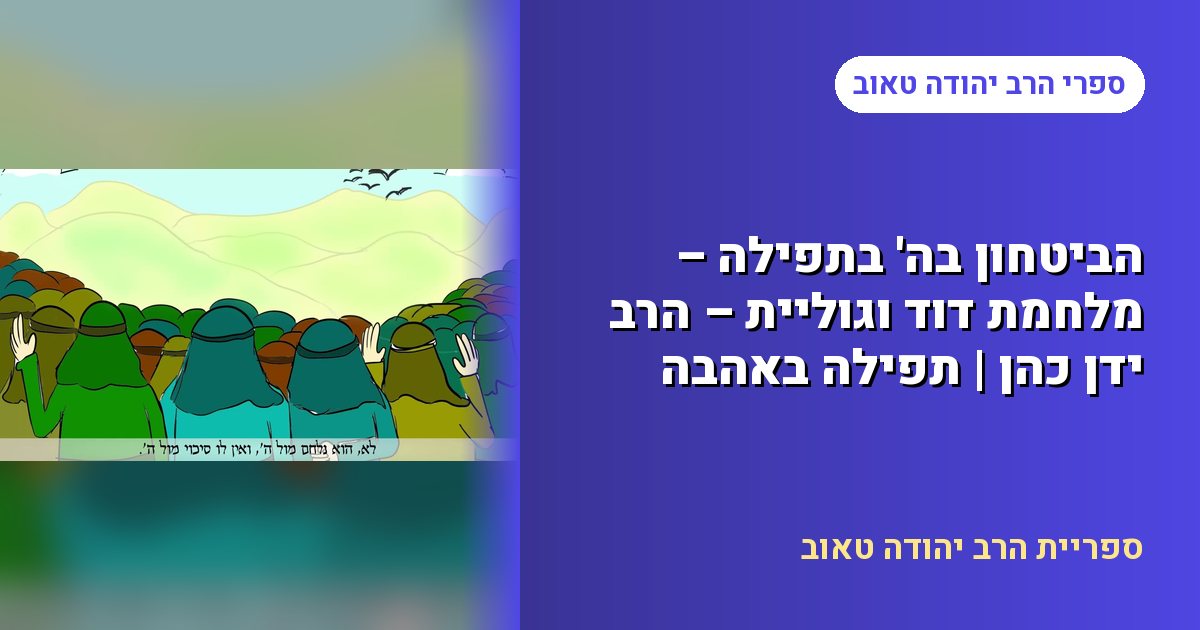 ספרי הרב יהודה טאוב
הביטחון בה' בתפילה –
מלחמת דוד וגוליית – הרב
ידן כהן | תפילה באהבה
לא, הוא נלחם מול ה', ואין לו סיכוי מול ה'.
ספריית הרב יהודה טאוב